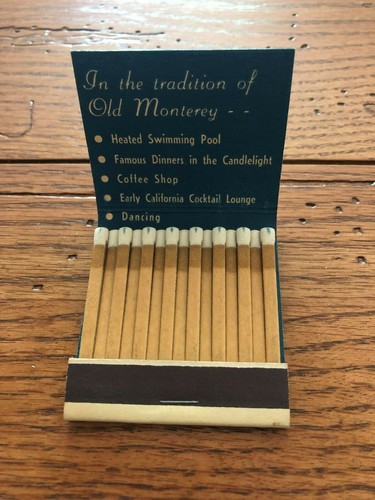 In the tradition of
Old Monterey - -
• Heated Swimming Pool
• Famous Dinners in the Candlelight
• Coffee Shop
• Early California Cocktail Lounge
• Dancing